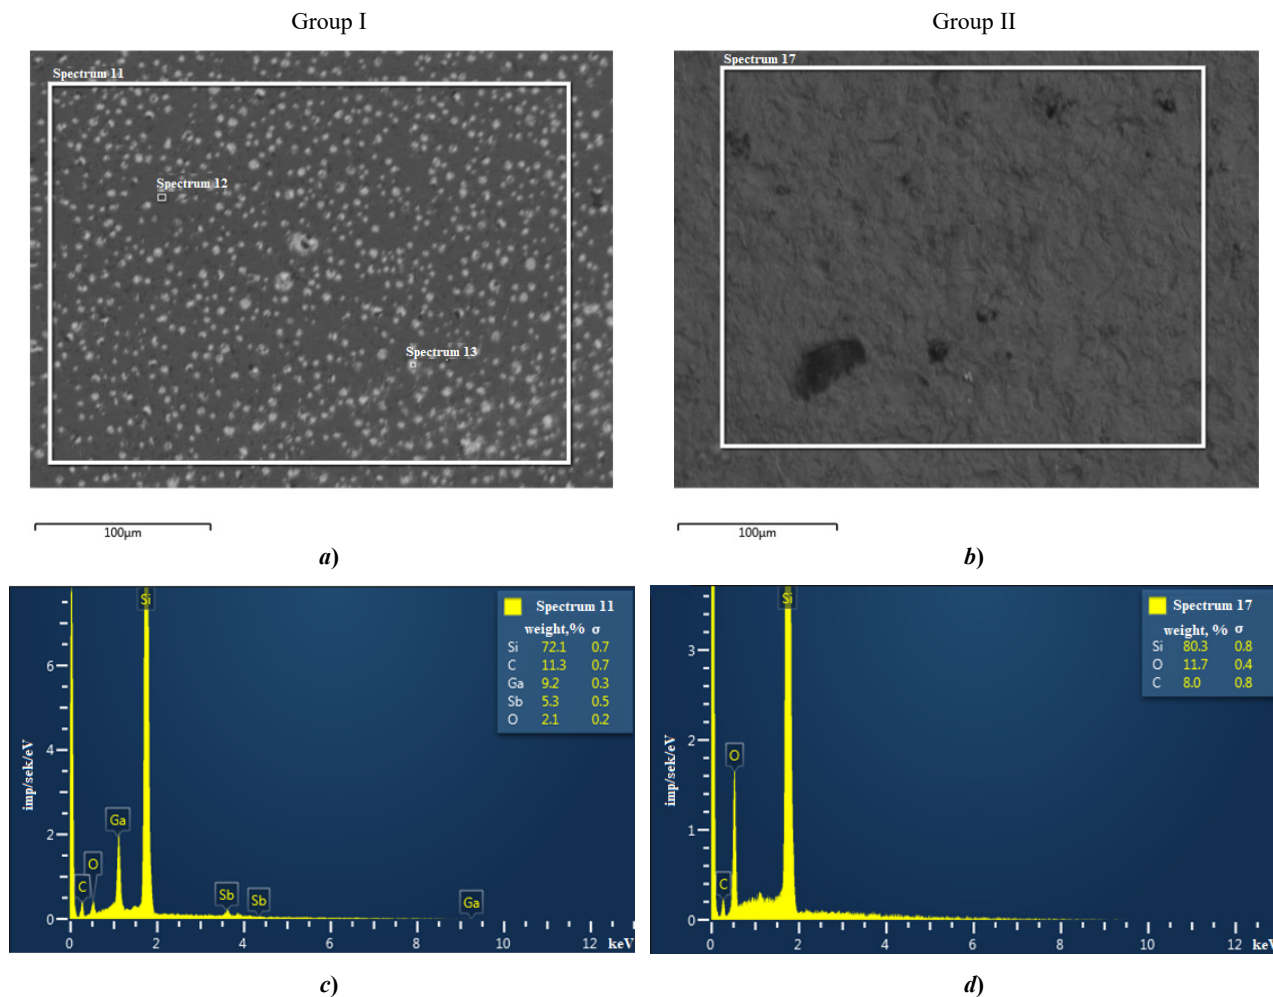 Group I
Group II
Spectrum 11
Spectrum 12
Spectrum 13
100µm
a)
Spectrum 17
100µm
b)
Spectrum 11
weight,% σ
Si 72.1 0.7
C 11.3 0.7
Ga 9.2 0.3
Sb 5.3 0.5
O 2.1 0.2
Si
Ga
O
C
Sb
Sb
Ga
6
4
2
0
imp/sek/eV
0 2 4 6 8 10 12 keV
c)
Spectrum 17
weight, % σ
Si 80.3 0.8
O 11.7 0.4
C 8.0 0.8
Si
O
C
3
2
1
0
imp/sek/eV
0 2 4 6 8 10 12 keV
d)